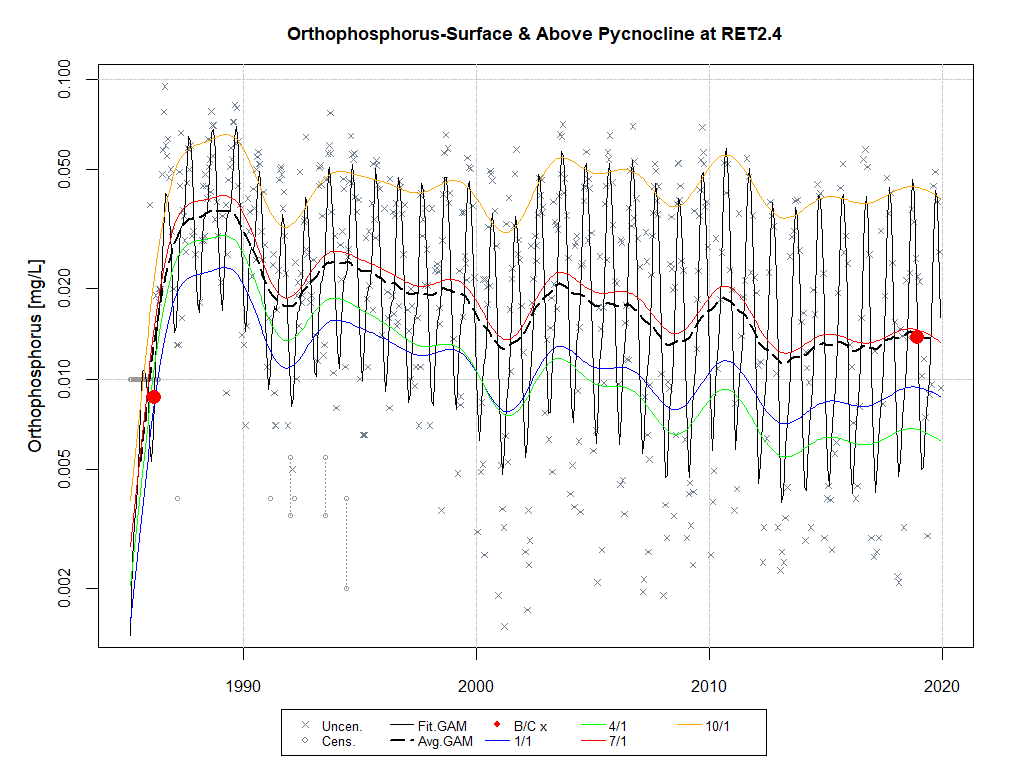 Orthophosphorus-Surface & Above Pycnocline at RET2.4
Orthophosphorus [mg/L]
0.100
0.050
0.020
0.010
0.005
0.002
1990 2000 2010 2020
Uncen. Fit.GAM B/C x 4/1 10/1
Cens. Avg.GAM 1/1 7/1